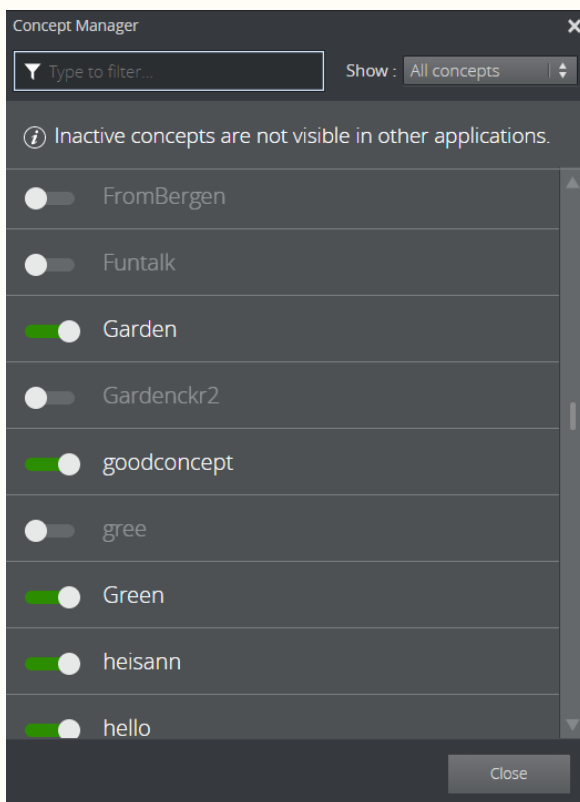 Concept Manager
Type to filter...
Show : All concepts
Inactive concepts are not visible in other applications.
FromBergen
Funtalk
Garden
Gardenckr2
goodconcept
gree
Green
heisann
hello
Close